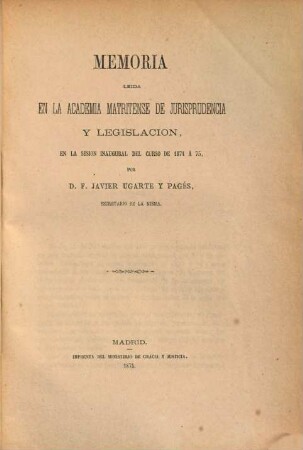 MEMORIA
LEIDA
EN LA ACADEMIA MATRITENSE DE JURISPRUDENCIA
Y LEGISLACION,
EN LA SESION INAUGURAL DEL CURSO DE 1874 Á 75,
POR
D. F. JAVIER UGARTE Y PAGÉS,
SECRETARIO DE LA MISMA.
MADRID.
IMPRENTA DEL MINISTERIO DE GRACIA Y JUSTICIA.